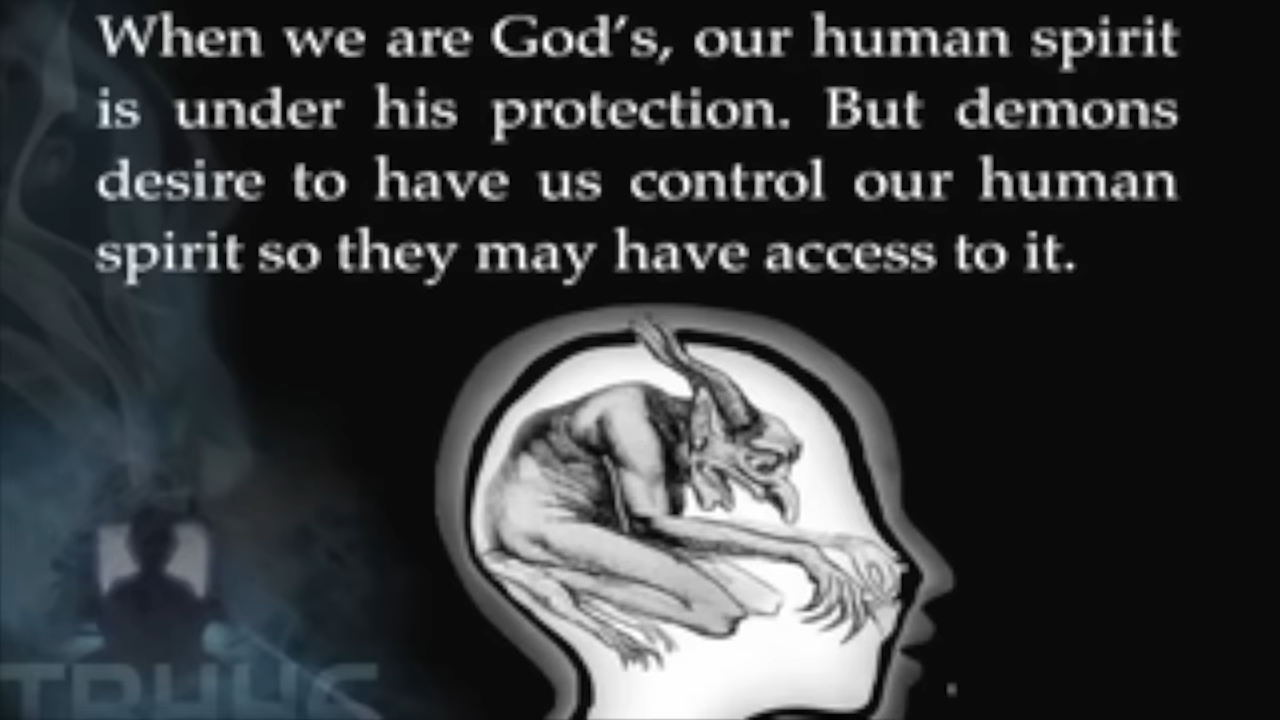 When we are God's, our human spirit
is under his protection. But demons
desire to have us control our human
spirit so they may have access to it.